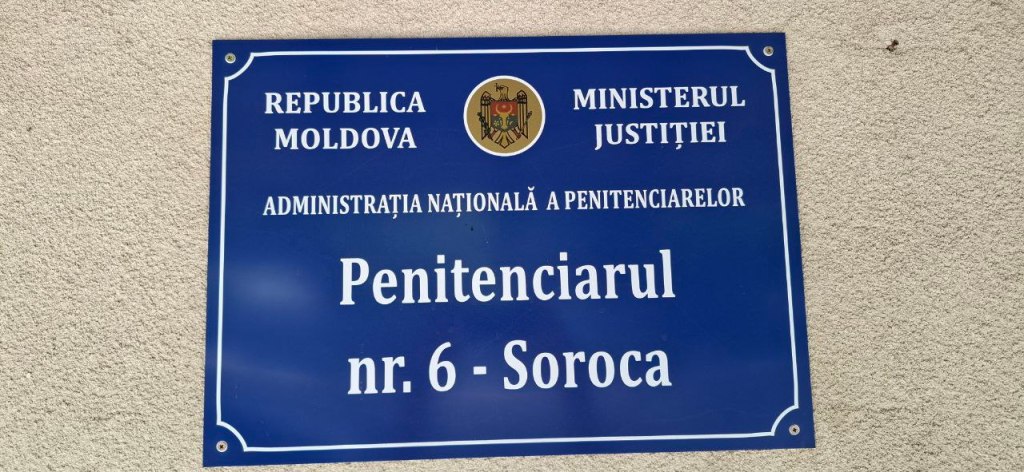 REPUBLICA
MOLDOVA
MINISTERUL
JUSTIȚIEI
ADMINISTRAȚIA NAȚIONALĂ A PENITENCIARELOR
Penitenciarul
nr. 6 - Soroca